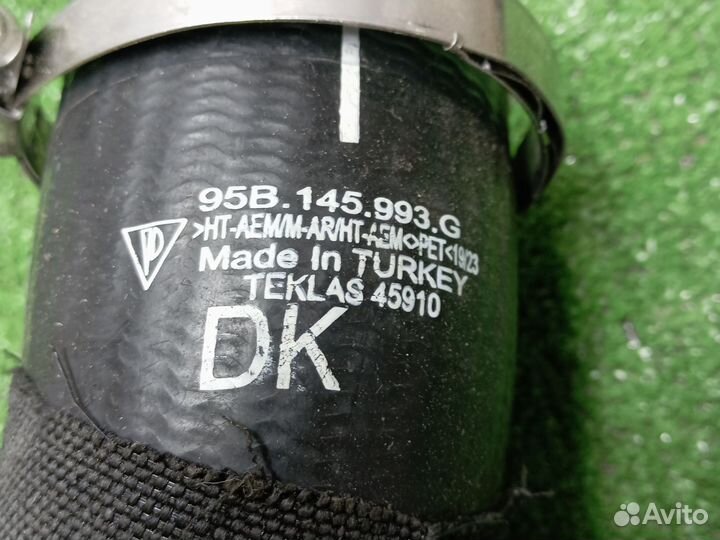 95B.145.993.G
>HT-AEM/M-AR/HT-AEM<>PET<19/23
Made In TURKEY
TEKLAS 45910
DK
Avito